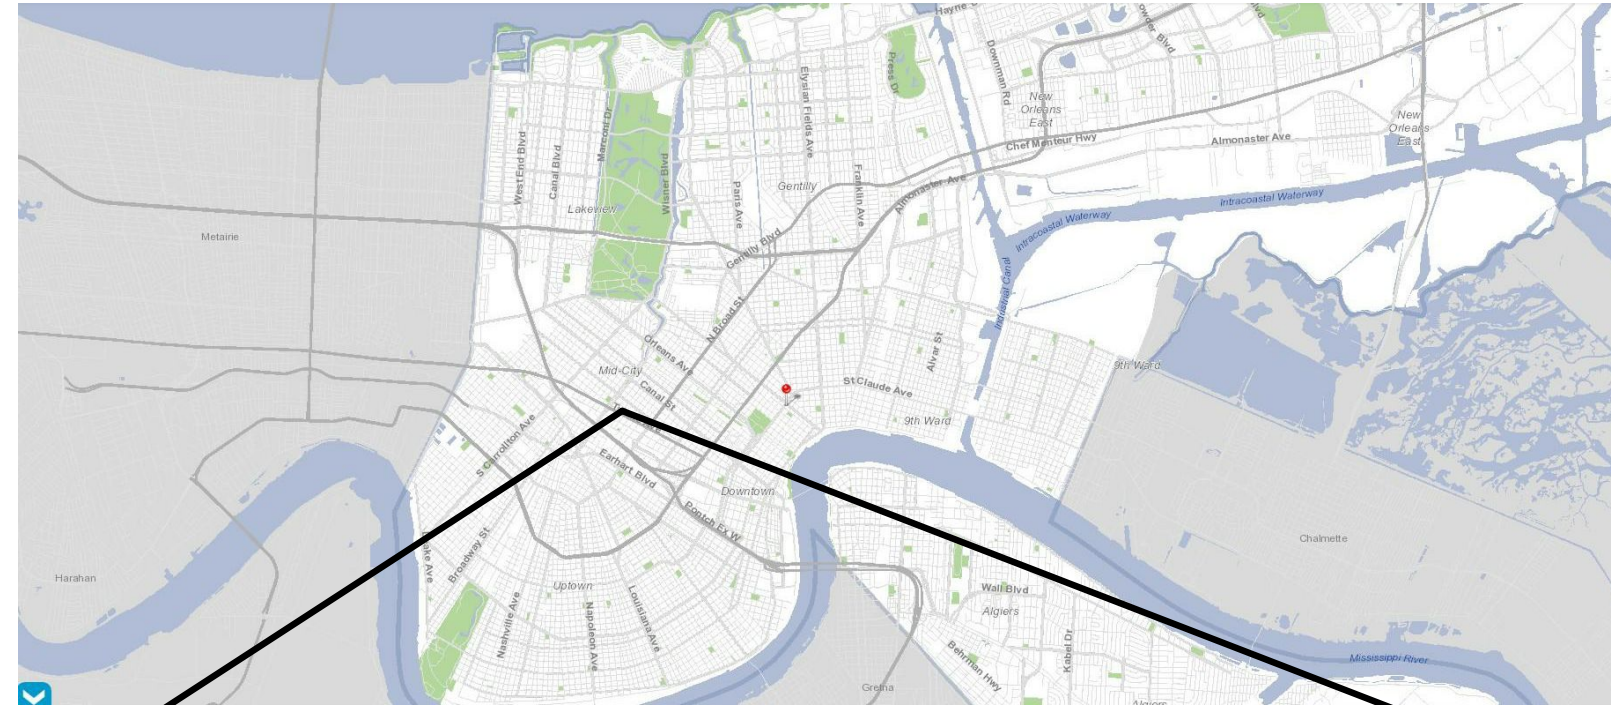 Hayne
Blvd
Downman Rd
Press Dr
Elysian Fields Ave
New
Orleans
East
New
Orleans
East
Marconi Dr
West End Blvd
Canal Blvd
Wisner Blvd
Paris Ave
Franklin Ave
Gentilly
Chef Menteur Hwy
Almonaster Ave
Almonaster Ave
Lakeview
Metairie
Gentilly Blvd
Intracoastal Waterway
Intracoastal Waterway
Industrial Canal
N Broad St
Orleans Ave
Alvar St
9th Ward
Mid-City
Canal St
St Claude Ave
9th Ward
S Carrollton Ave
Earhart Blvd
Downtown
Pontch Ex W
Chalmette
Broadway St
Harahan
Uptown
Wall Blvd
Algiers
Nashville Ave
Napoleon Ave
Louisiana Ave
Behrman Hwy
Kabel Dr
Mississippi River
Gretna
Algiers